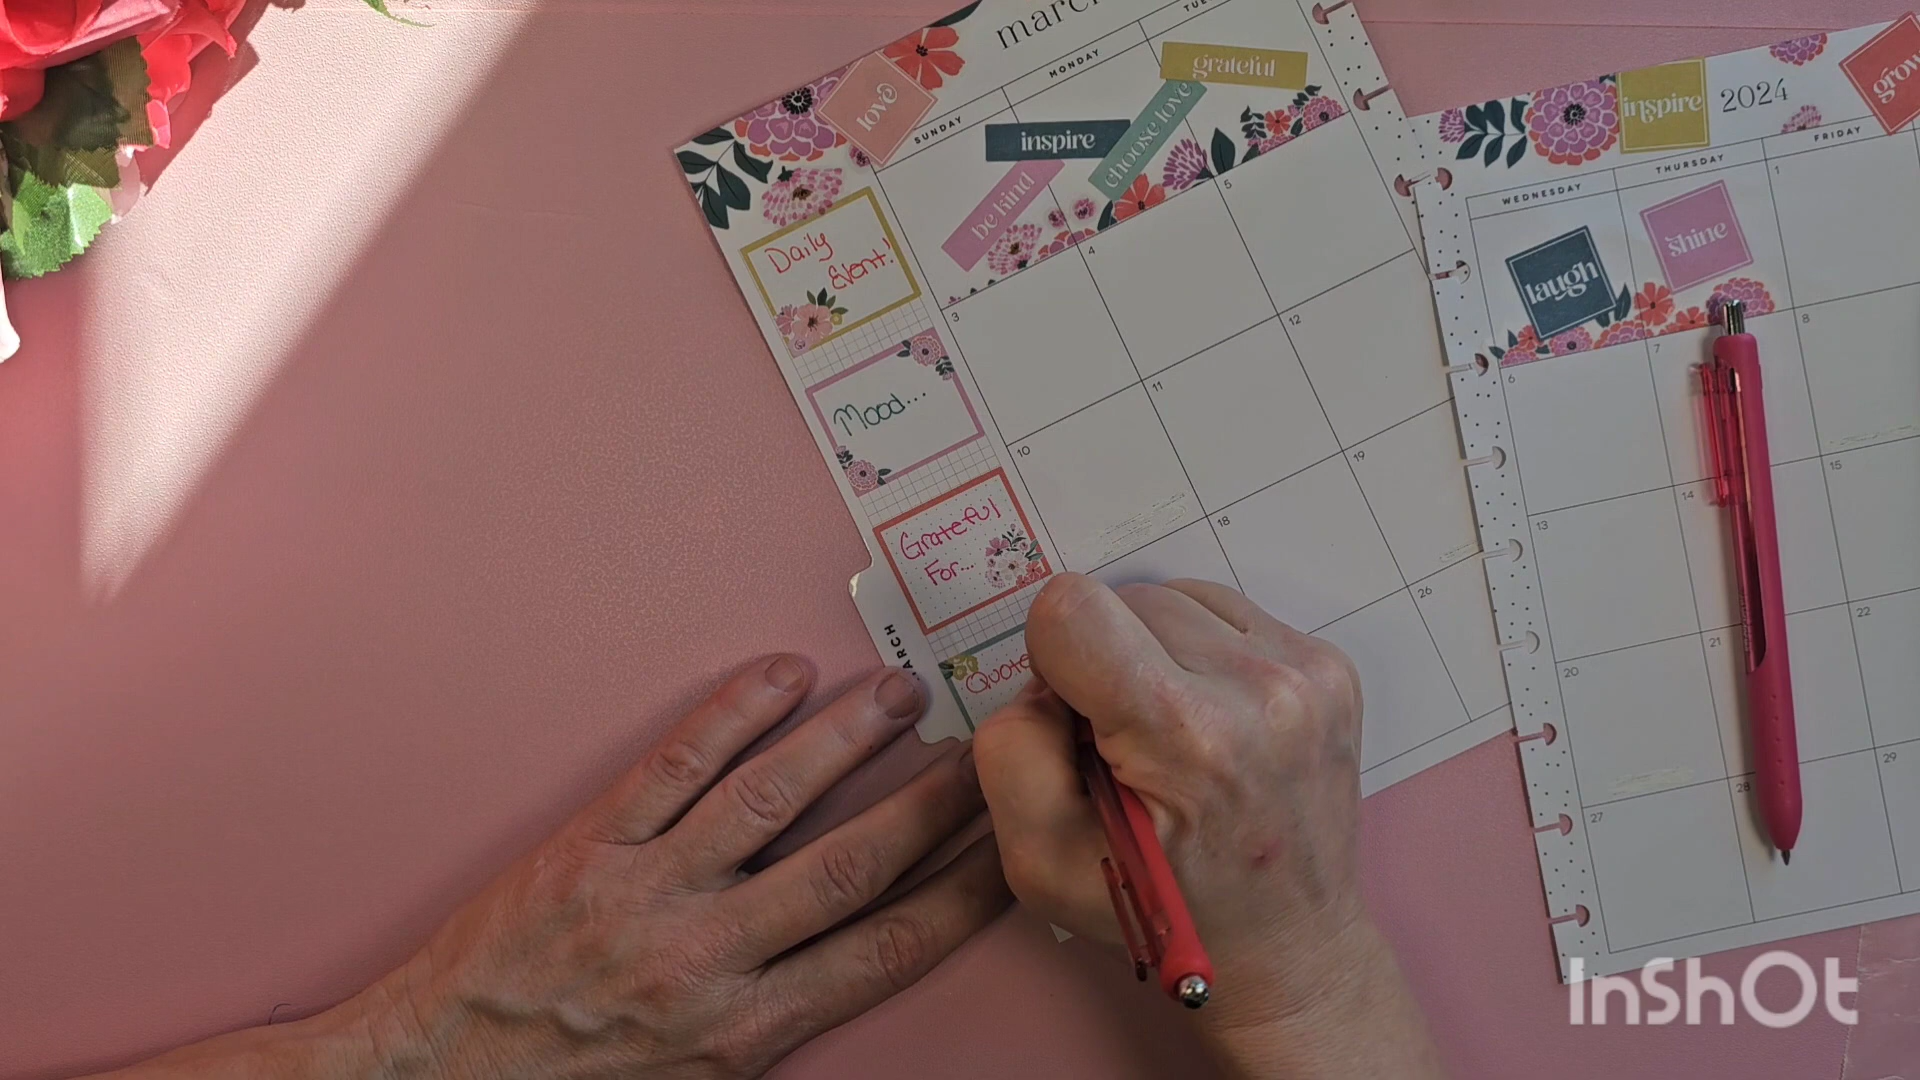 march
SUNDAY
MONDAY
love
grateful
choose love
inspire
be kind
3
4
5
10
11
12
18
19
26
Daily
Event!
Mood...
Grateful
For...
Quote
2024
inspire
grow
WEDNESDAY
THURSDAY
FRIDAY
laugh
shine
1
6
7
8
13
14
15
20
21
22
27
28
29
InShOt